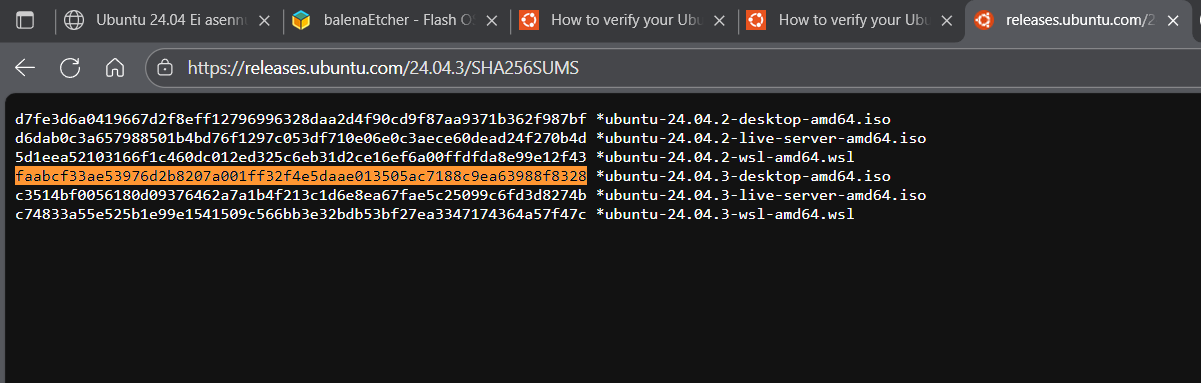 Ubuntu 24.04 Ei asennu
balenaEtcher - Flash OS
How to verify your Ubu
How to verify your Ubu
releases.ubuntu.com/2
https://releases.ubuntu.com/24.04.3/SHA256SUMS
d7fe3d6a0419667d2f8eff12796996328daa2d4f90cd9f87aa9371b362f987bf *ubuntu-24.04.2-desktop-amd64.iso
d6dab0c3a657988501b4bd76f1297c053df710e06e0c3aece60dead24f270b4d *ubuntu-24.04.2-live-server-amd64.iso
5d1eea52103166f1c460dc012ed325c6eb31d2ce16ef6a00ffdfda8e99e12f43 *ubuntu-24.04.2-wsl-amd64.wsl
faabcf33ae53976d2b8207a001ff32f4e5daae013505ac7188c9ea63988f8328 *ubuntu-24.04.3-desktop-amd64.iso
c3514bf0056180d09376462a7a1b4f213c1d6e8ea67fae5c25099c6fd3d8274b *ubuntu-24.04.3-live-server-amd64.iso
c74833a55e525b1e99e1541509c566bb3e32bdb53bf27ea3347174364a57f47c *ubuntu-24.04.3-wsl-amd64.wsl